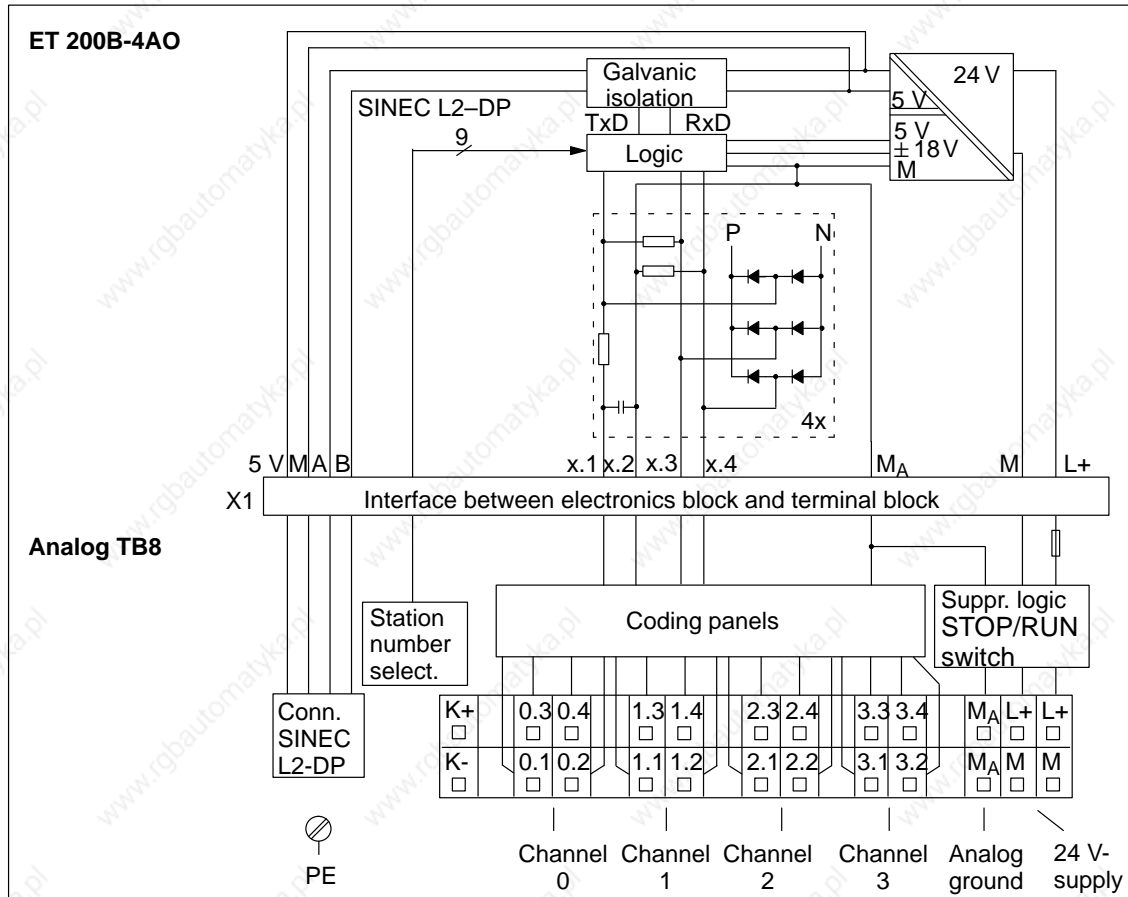 ET 200B-4AO
Galvanic
isolation
24 V
5 V
SINEC L2–DP
TxD RxD
9
Logic
5 V
± 18 V
M
P N
4x
5 V M A B x.1 x.2 x.3 x.4 MA M L+
X1 Interface between electronics block and terminal block
Analog TB8
Station
number
select.
Coding panels
Suppr. logic
STOP/RUN
switch
Conn.
SINEC
L2-DP
K+ 0.3 0.4 1.3 1.4 2.3 2.4 3.3 3.4 MA L+ L+
K- 0.1 0.2 1.1 1.2 2.1 2.2 3.1 3.2 MA M M
PE
Channel
0
Channel
1
Channel
2
Channel
3
Analog
ground
24 V-
supply
www.rgbautomatyka.pl